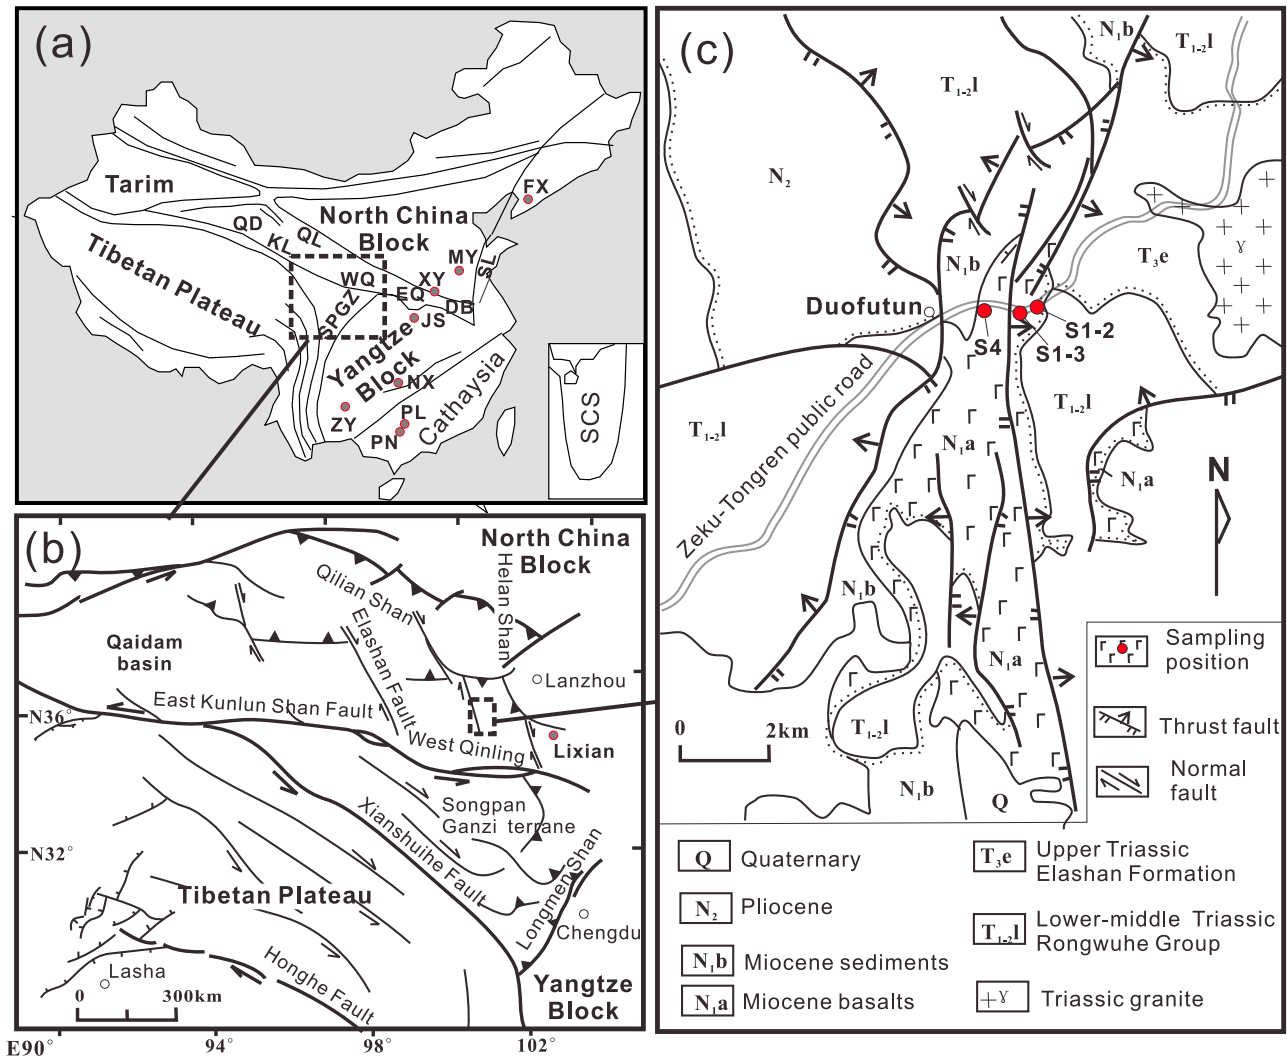 (a)
Tarim
FX
QD
KL
QL
North China
Block
MY
SL
WQ
XY
EQ
DB
JS
Tibetan Plateau
SPGZ
Yangtze
Block
NX
ZY
PL
PN
Cathaysia
SCS
(b)
North China
Block
Qilian Shan
Helan Shan
Elashan Fault
Qaidam
basin
Lanzhou
East Kunlun Shan Fault
West Qinling
Lixian
N36°
Songpan
Ganzi terrane
Xianshuihe Fault
Longmen Shan
N32°
Tibetan Plateau
Chengdu
Lasha
Honghe Fault
Yangtze
Block
0 300km
E90° 94° 98° 102°
(c)
N₁b
T₁₋₂l
T₁₋₂l
N₂
T₃e
ɣ
N₁b
Duofutun
S4
S1-2
S1-3
T₁₋₂l
T₁₋₂l
N₁a
N₁a
Zeku-Tongren public road
N
N₁b
N₁a
T₁₋₂l
0 2km
N₁b
Q
Sampling
position
Thrust fault
Normal
fault
Q Quaternary
N₂ Pliocene
N₁b Miocene sediments
N₁a Miocene basalts
T₃e Upper Triassic
Elashan Formation
T₁₋₂l Lower-middle Triassic
Rongwuhe Group
+ɣ Triassic granite